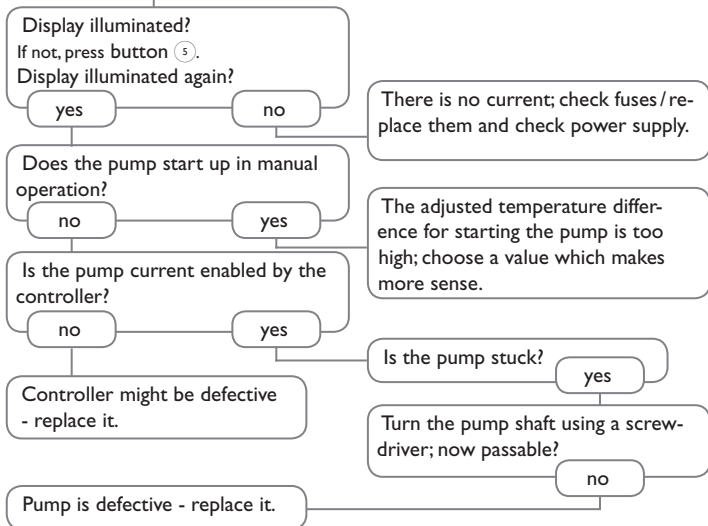 Display illuminated?
If not, press button 5.
Display illuminated again?
yes
no
There is no current; check fuses/re-
place them and check power supply.
Does the pump start up in manual
operation?
no
yes
The adjusted temperature differ-
ence for starting the pump is too
high; choose a value which makes
more sense.
Is the pump current enabled by the
controller?
no
yes
Is the pump stuck?
yes
Controller might be defective
- replace it.
Turn the pump shaft using a screw-
driver; now passable?
no
Pump is defective - replace it.